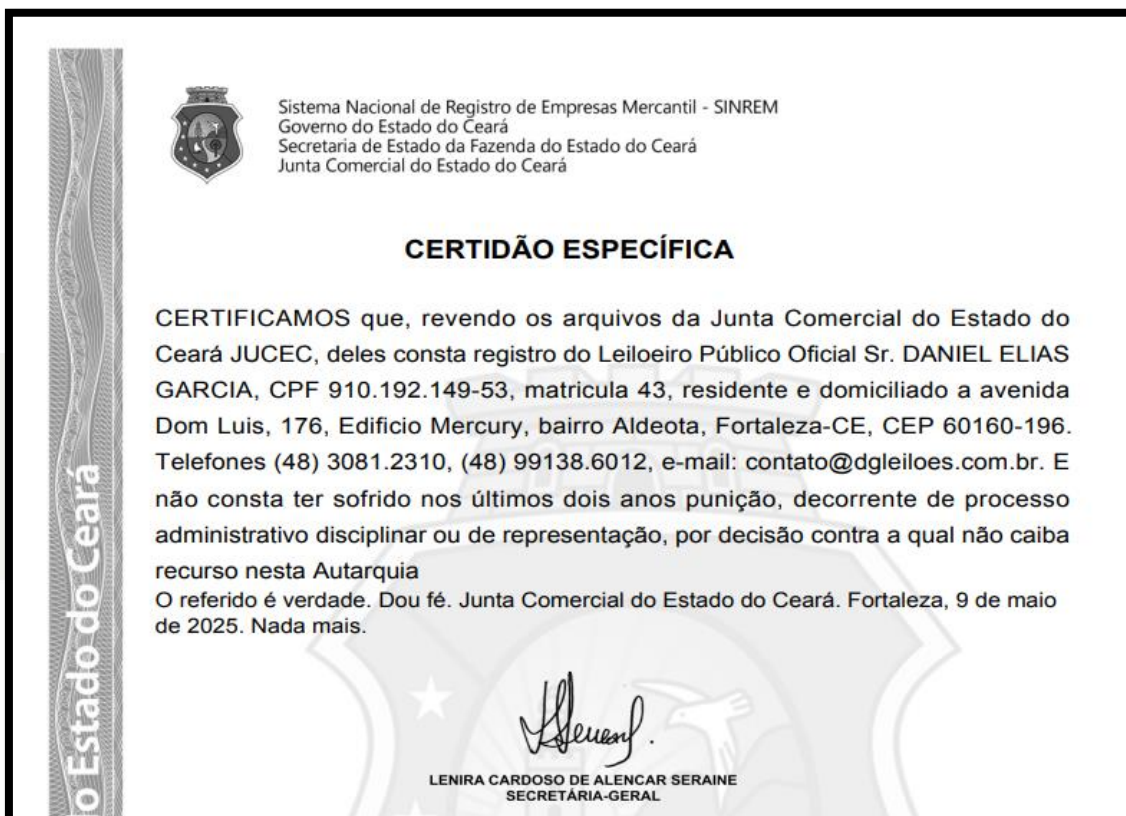 Sistema Nacional de Registro de Empresas Mercantil - SINREM
Governo do Estado do Ceará
Secretaria de Estado da Fazenda do Estado do Ceará
Junta Comercial do Estado do Ceará
CERTIDÃO ESPECÍFICA
CERTIFICAMOS que, revendo os arquivos da Junta Comercial do Estado do
Ceará JUCEC, deles consta registro do Leiloeiro Público Oficial Sr. DANIEL ELIAS
GARCIA, CPF 910.192.149-53, matricula 43, residente e domiciliado a avenida
Dom Luis, 176, Edificio Mercury, bairro Aldeota, Fortaleza-CE, CEP 60160-196.
Telefones (48) 3081.2310, (48) 99138.6012, e-mail: contato@dgleiloes.com.br. E
não consta ter sofrido nos últimos dois anos punição, decorrente de processo
administrativo disciplinar ou de representação, por decisão contra a qual não caiba
recurso nesta Autarquia
O referido é verdade. Dou fé. Junta Comercial do Estado do Ceará. Fortaleza, 9 de maio
de 2025. Nada mais.
LENIRA CARDOSO DE ALENCAR SERAINE
SECRETÁRIA-GERAL
o Estado do Ceará